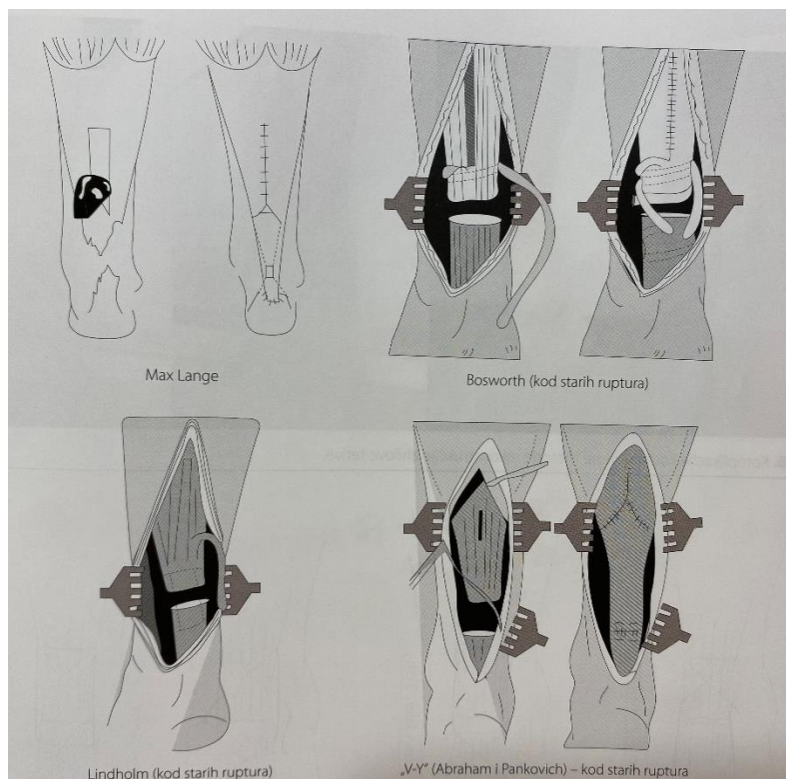 Max Lange
Bosworth (kod starih ruptura)
Lindholm (kod starih ruptura)
„V-Y“ (Abraham i Pankovich) – kod starih ruptura